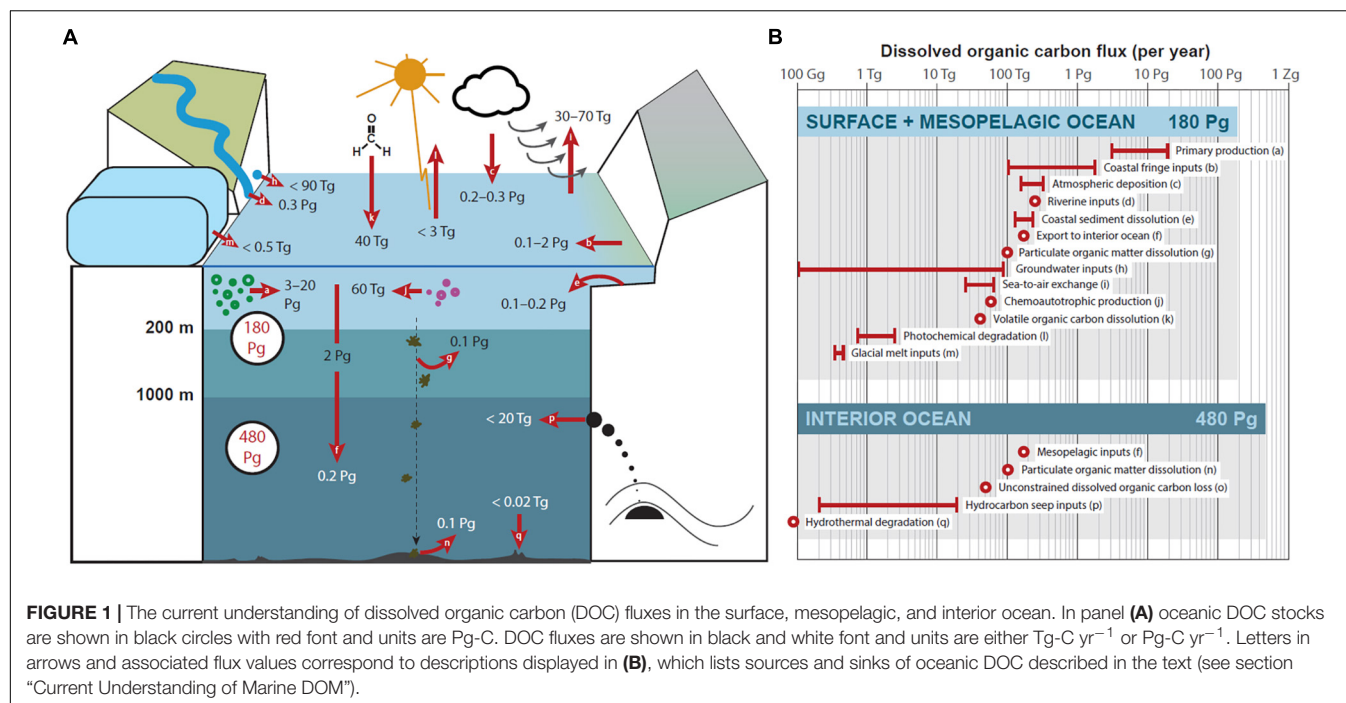 A
O
H H
k
40 Tg
l
< 3 Tg
c
0.2–0.3 Pg
30–70 Tg
i
h
< 90 Tg
d
0.3 Pg
m
< 0.5 Tg
0.1–2 Pg
b
a
3–20
Pg
60 Tg
j
e
0.1–0.2 Pg
200 m
180
Pg
2 Pg
g
0.1 Pg
1000 m
480
Pg
f
0.2 Pg
< 20 Tg
p
0.1 Pg
n
< 0.02 Tg
q
B
Dissolved organic carbon flux (per year)
100 Gg 1 Tg 10 Tg 100 Tg 1 Pg 10 Pg 100 Pg 1 Zg
SURFACE + MESOPELAGIC OCEAN 180 Pg
Primary production (a)
Coastal fringe inputs (b)
Atmospheric deposition (c)
Riverine inputs (d)
Coastal sediment dissolution (e)
Export to interior ocean (f)
Particulate organic matter dissolution (g)
Groundwater inputs (h)
Sea-to-air exchange (i)
Chemoautotrophic production (j)
Volatile organic carbon dissolution (k)
Photochemical degradation (l)
Glacial melt inputs (m)
INTERIOR OCEAN 480 Pg
Mesopelagic inputs (f)
Particulate organic matter dissolution (n)
Unconstrained dissolved organic carbon loss (o)
Hydrocarbon seep inputs (p)
Hydrothermal degradation (q)
FIGURE 1 | The current understanding of dissolved organic carbon (DOC) fluxes in the surface, mesopelagic, and interior ocean. In panel (A) oceanic DOC stocks
are shown in black circles with red font and units are Pg-C. DOC fluxes are shown in black and white font and units are either Tg-C yr⁻¹ or Pg-C yr⁻¹. Letters in
arrows and associated flux values correspond to descriptions displayed in (B), which lists sources and sinks of oceanic DOC described in the text (see section
“Current Understanding of Marine DOM”).